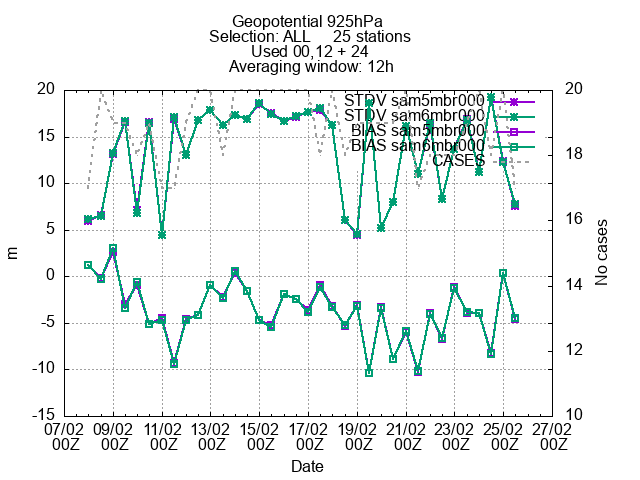 Geopotential 925hPa
Selection: ALL 25 stations
Used 00,12 + 24
Averaging window: 12h
STDV sam5mbr000
STDV sam6mbr000
BIAS sam5mbr000
BIAS sam6mbr000
CASES
20
15
10
5
0
-5
-10
-15
m
20
18
16
14
12
10
No cases
07/02 09/02 11/02 13/02 15/02 17/02 19/02 21/02 23/02 25/02 27/02
00Z 00Z 00Z 00Z 00Z 00Z 00Z 00Z 00Z 00Z 00Z
Date